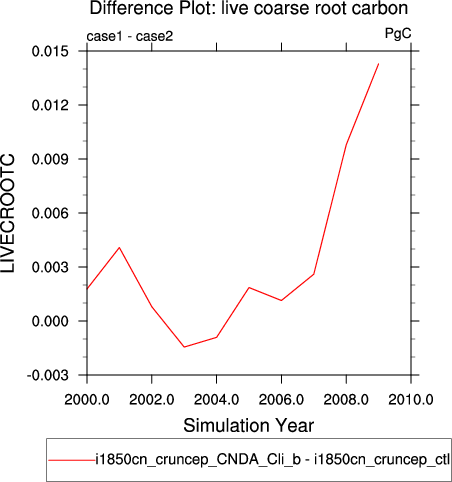 Difference Plot: live coarse root carbon
case1 - case2
PgC
0.015
0.012
0.009
0.006
0.003
0.000
-0.003
LIVECROOTC
2000.0 2002.0 2004.0 2006.0 2008.0 2010.0
Simulation Year
i1850cn_cruncep_CNDA_Cli_b - i1850cn_cruncep_ctl